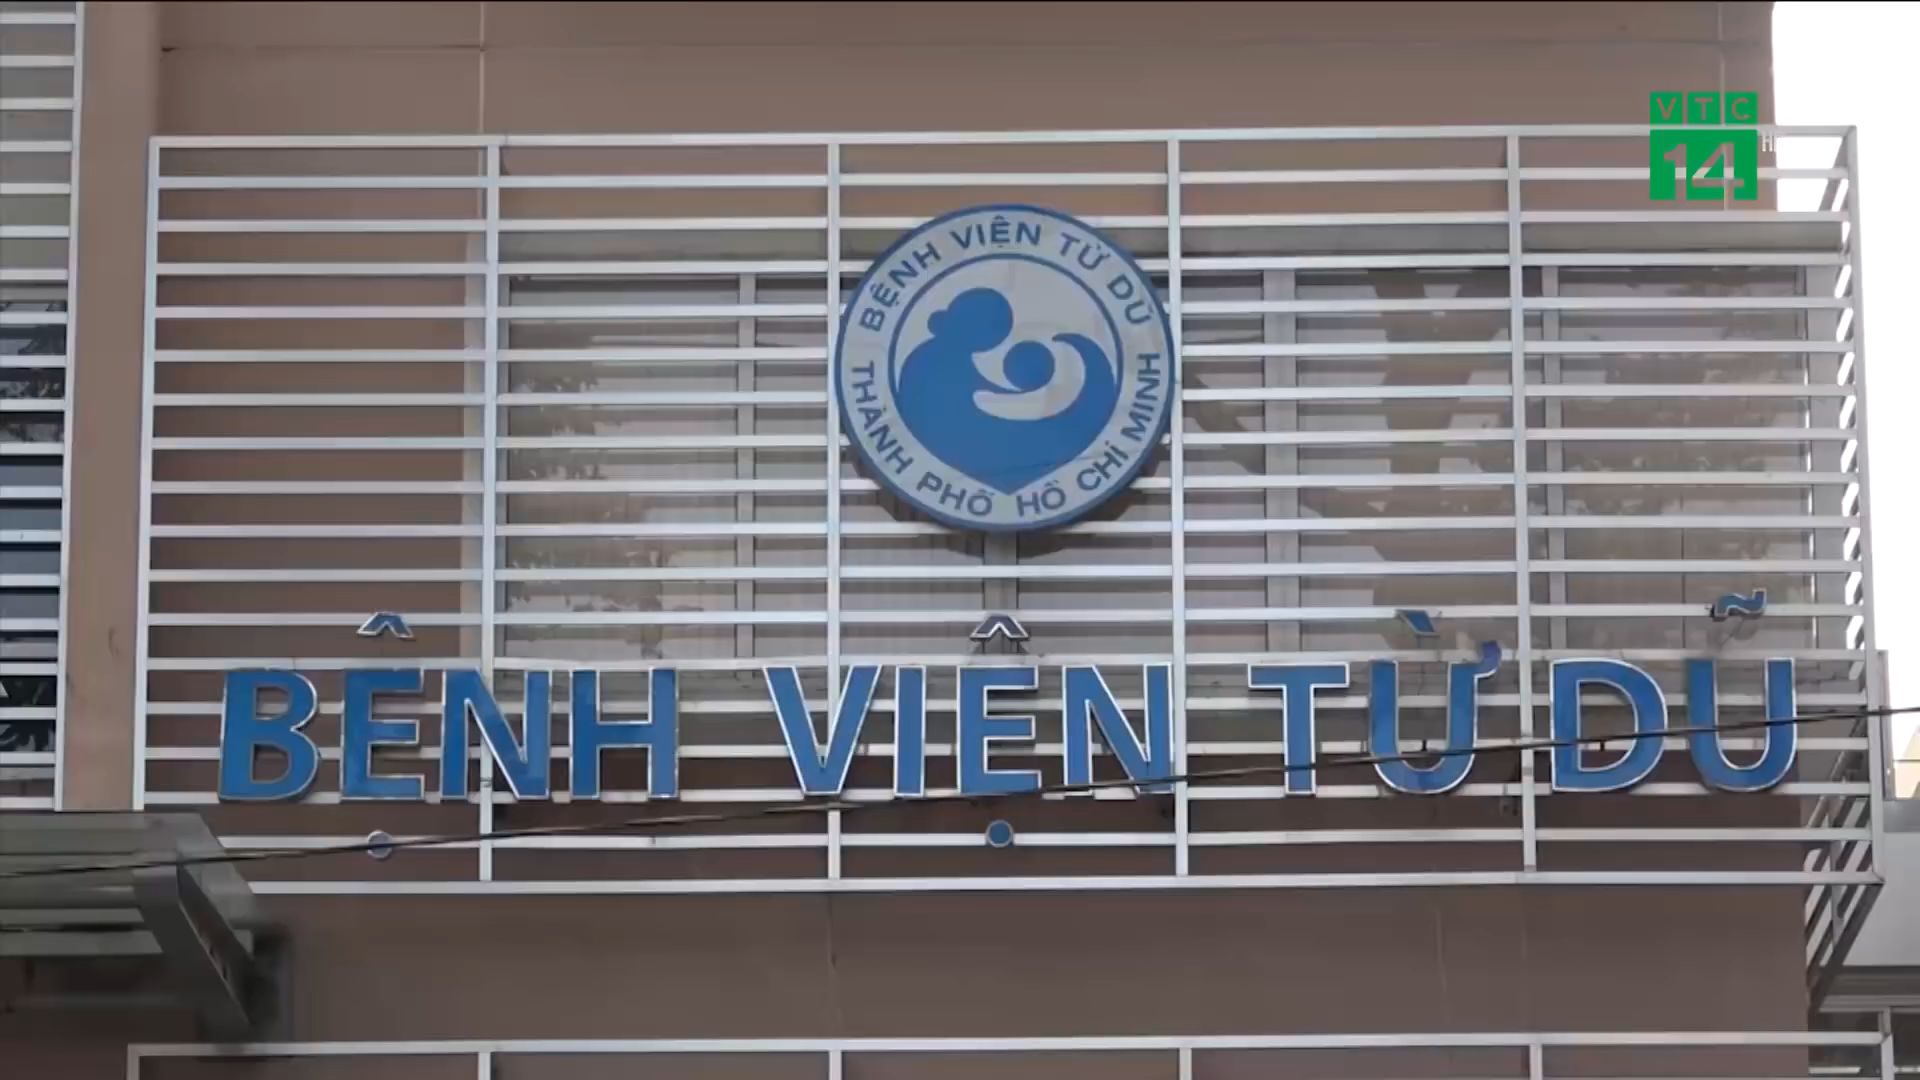 VTC
14
BỆNH VIỆN TỪ DŨ
THÀNH PHỐ HỒ CHÍ MINH
BỆNH VIỆN TỪ DŨ